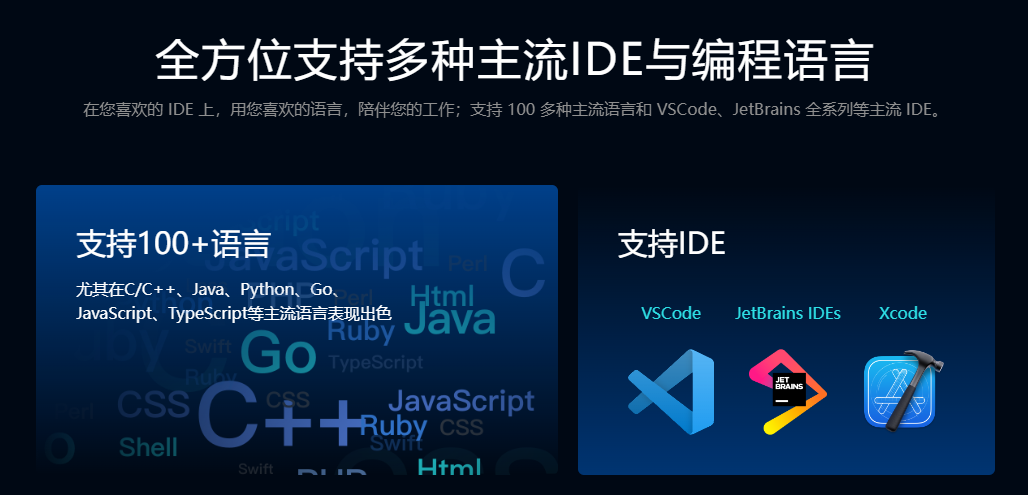 全方位支持多种主流IDE与编程语言
在您喜欢的 IDE 上，用您喜欢的语言，陪伴您的工作；支持 100 多种主流语言和 VSCode、JetBrains 全系列等主流 IDE。
支持100+语言
尤其在C/C++、Java、Python、Go、
JavaScript、TypeScript等主流语言表现出色
JavaScript
Perl
C
Perl
Html
Java
Ruby
Swift
Go
TypeScript
Ruby
CSS
C++
CSS
JavaScript
Ruby
CSS
Shell
Swift
Swift
PHP
Html
支持IDE
VSCode
JetBrains IDEs
Xcode
JET
BRAINS